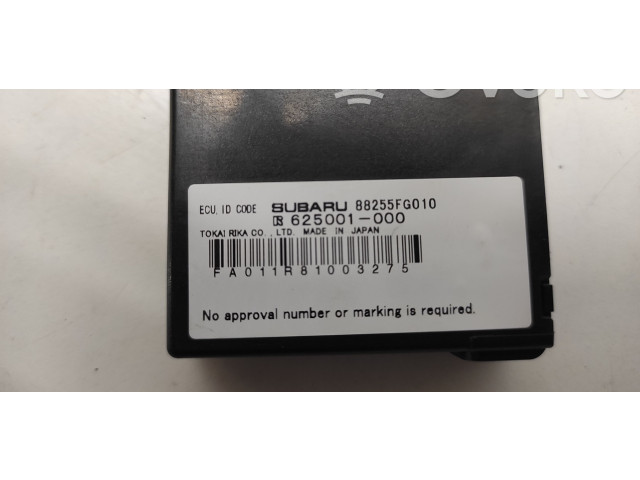 ECU, ID CODE SUBARU 88255FG010
625001-000
TOKAI RIKA CO., LTD. MADE IN JAPAN
FA011R81003275
No approval number or marking is required.